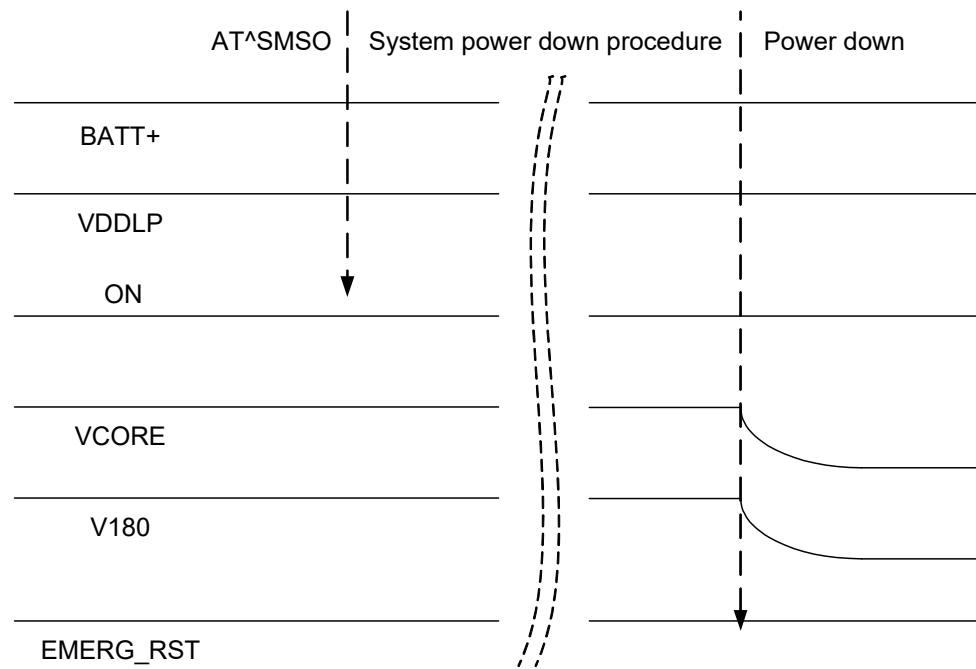 AT^SMSO System power down procedure Power down
BATT+
VDDLP
ON
VCORE
V180
EMERG_RST